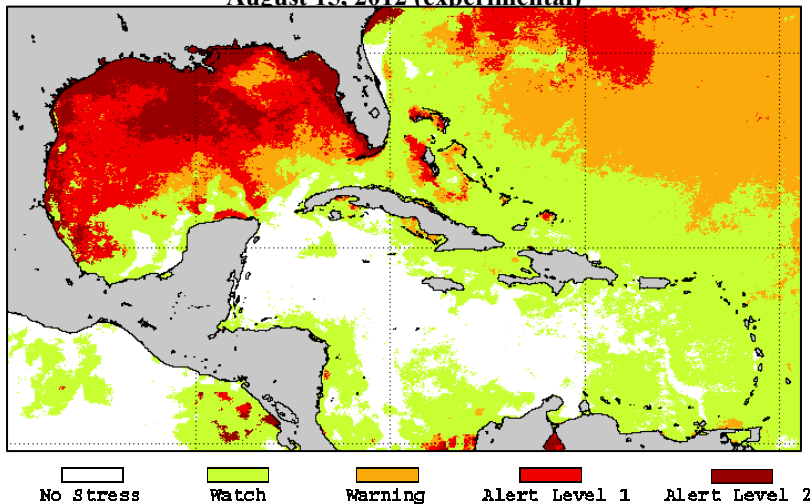 August 15, 2012 (experimental)
No Stress Watch Warning Alert Level 1 Alert Level 2